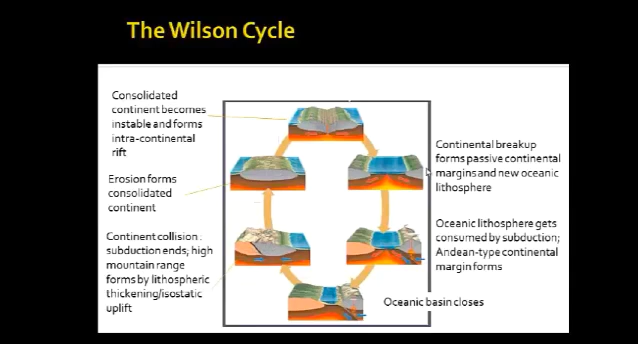 The Wilson Cycle
Consolidated
continent becomes
instable and forms
intra-continental
rift
Erosion forms
consolidated
continent
Continent collision :
subduction ends; high
mountain range
forms by lithospheric
thickening/isostatic
uplift
Continental breakup
forms passive continental
margins and new oceanic
lithosphere
Oceanic lithosphere gets
consumed by subduction;
Andean-type continental
margin forms
Oceanic basin closes